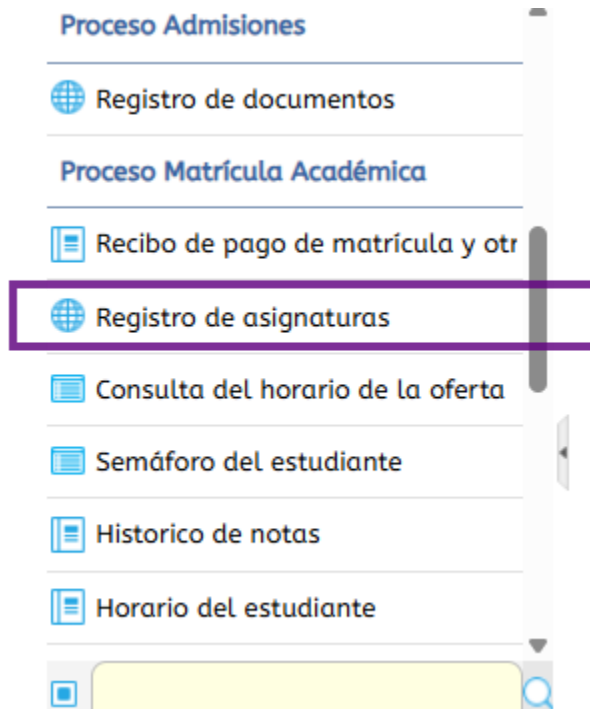 Proceso Admisiones
Registro de documentos
Proceso Matrícula Académica
Recibo de pago de matrícula y otr
Registro de asignaturas
Consulta del horario de la oferta
Semáforo del estudiante
Historico de notas
Horario del estudiante